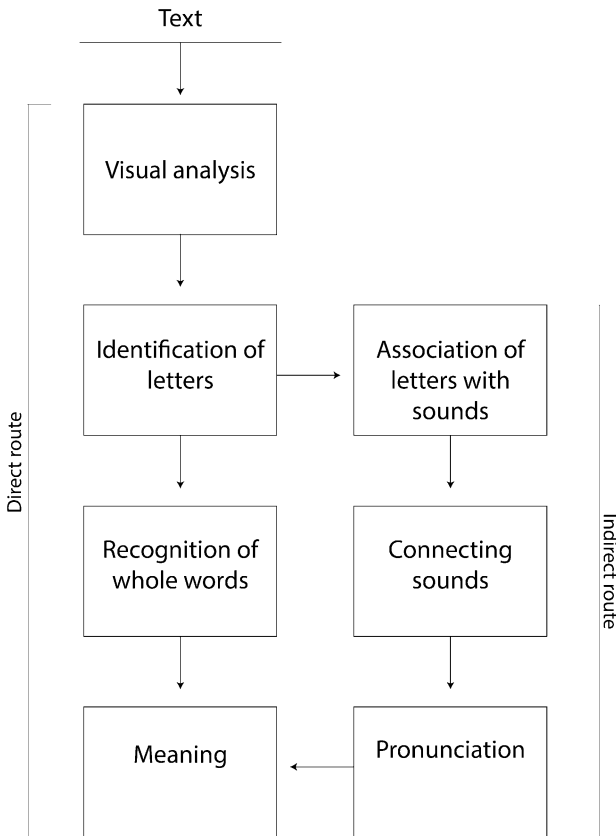 Text
Visual analysis
Identification of
letters
Association of
letters with
sounds
Direct route
Recognition of
whole words
Connecting
sounds
Indirect route
Meaning
Pronunciation